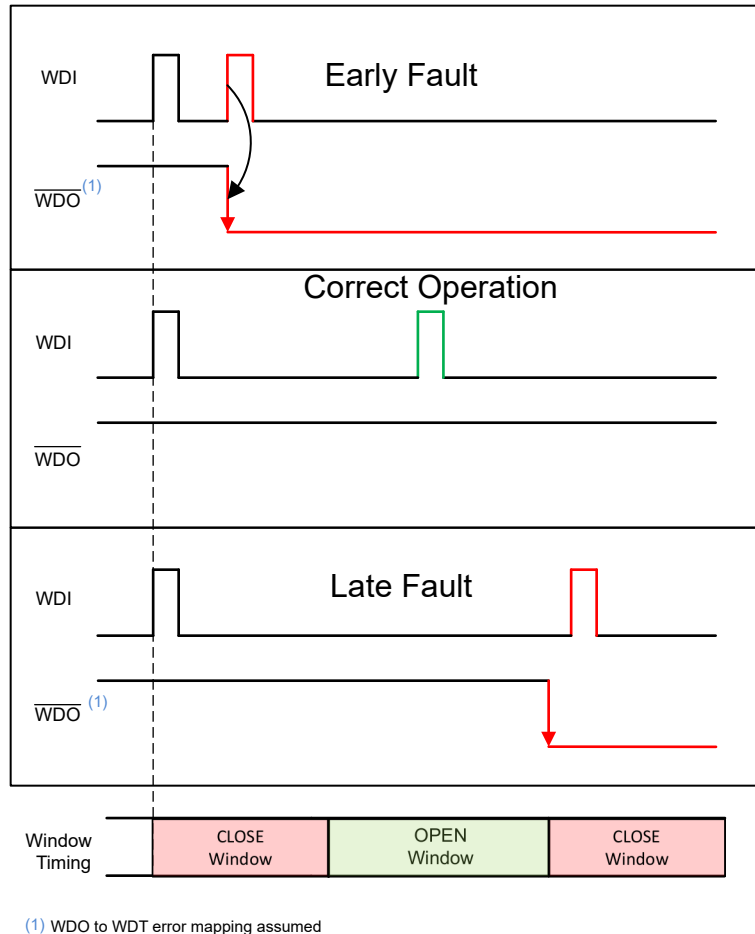 Early Fault
WDI
WDO (1)
Correct Operation
WDI
WDO
Late Fault
WDI
WDO (1)
Window Timing
CLOSE Window
OPEN Window
CLOSE Window
(1) WDO to WDT error mapping assumed